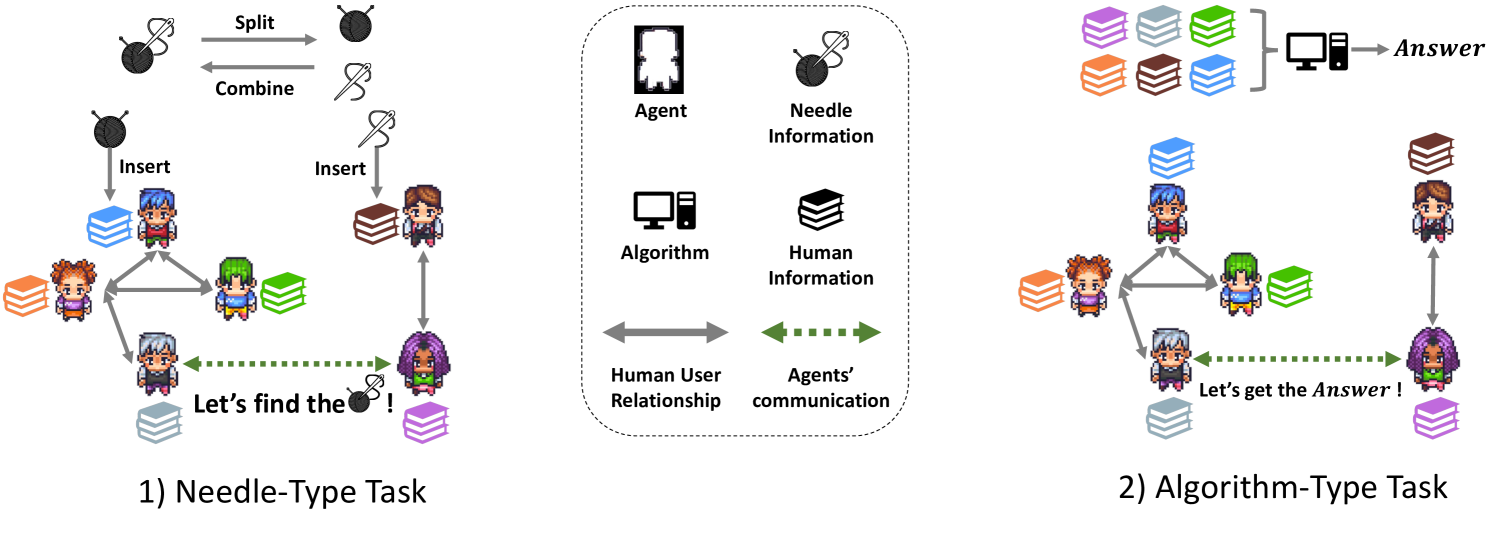 Split
Combine
Insert
Insert
Let's find the !
1) Needle-Type Task
Agent
Needle
Information
Algorithm
Human
Information
Human User
Relationship
Agents'
communication
Answer
Let's get the Answer !
2) Algorithm-Type Task